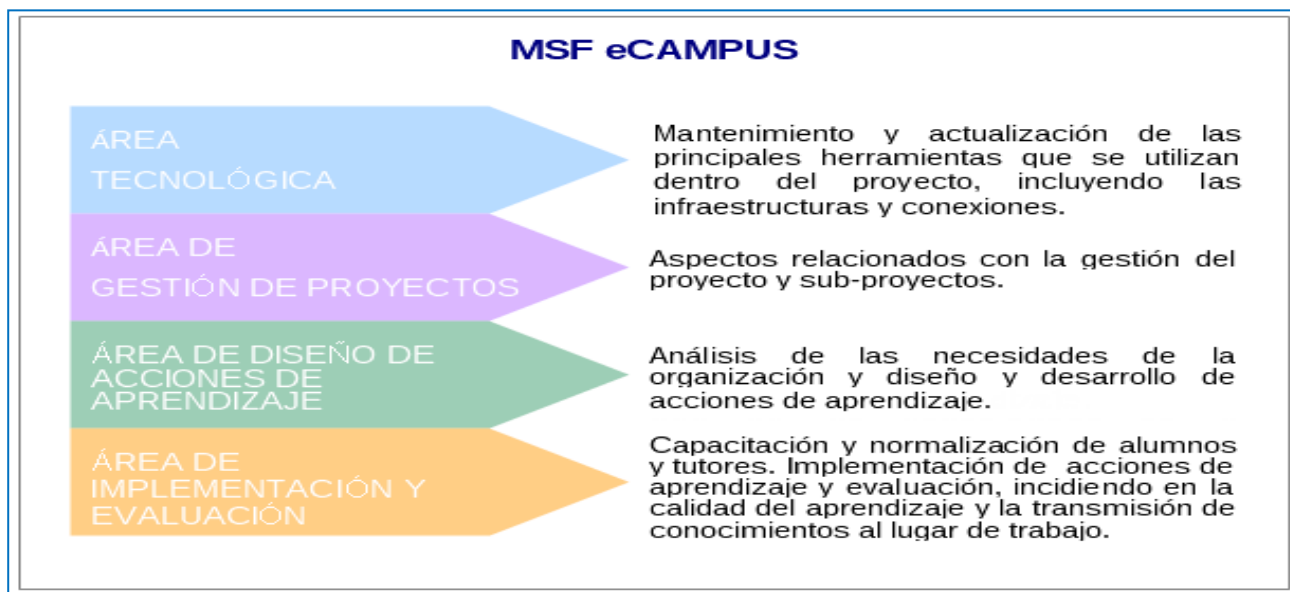 MSF eCAMPUS
ÁREA
TECNOLÓGICA
Mantenimiento y actualización de las
principales herramientas que se utilizan
dentro del proyecto, incluyendo las
infraestructuras y conexiones.
ÁREA DE
GESTIÓN DE PROYECTOS
Aspectos relacionados con la gestión del
proyecto y sub-proyectos.
ÁREA DE DISEÑO DE
ACCIONES DE
APRENDIZAJE
Análisis de las necesidades de la
organización y diseño y desarrollo de
acciones de aprendizaje.
ÁREA DE
IMPLEMENTACIÓN Y
EVALUACIÓN
Capacitación y normalización de alumnos
y tutores. Implementación de acciones de
aprendizaje y evaluación, incidiendo en la
calidad del aprendizaje y la transmisión de
conocimientos al lugar de trabajo.